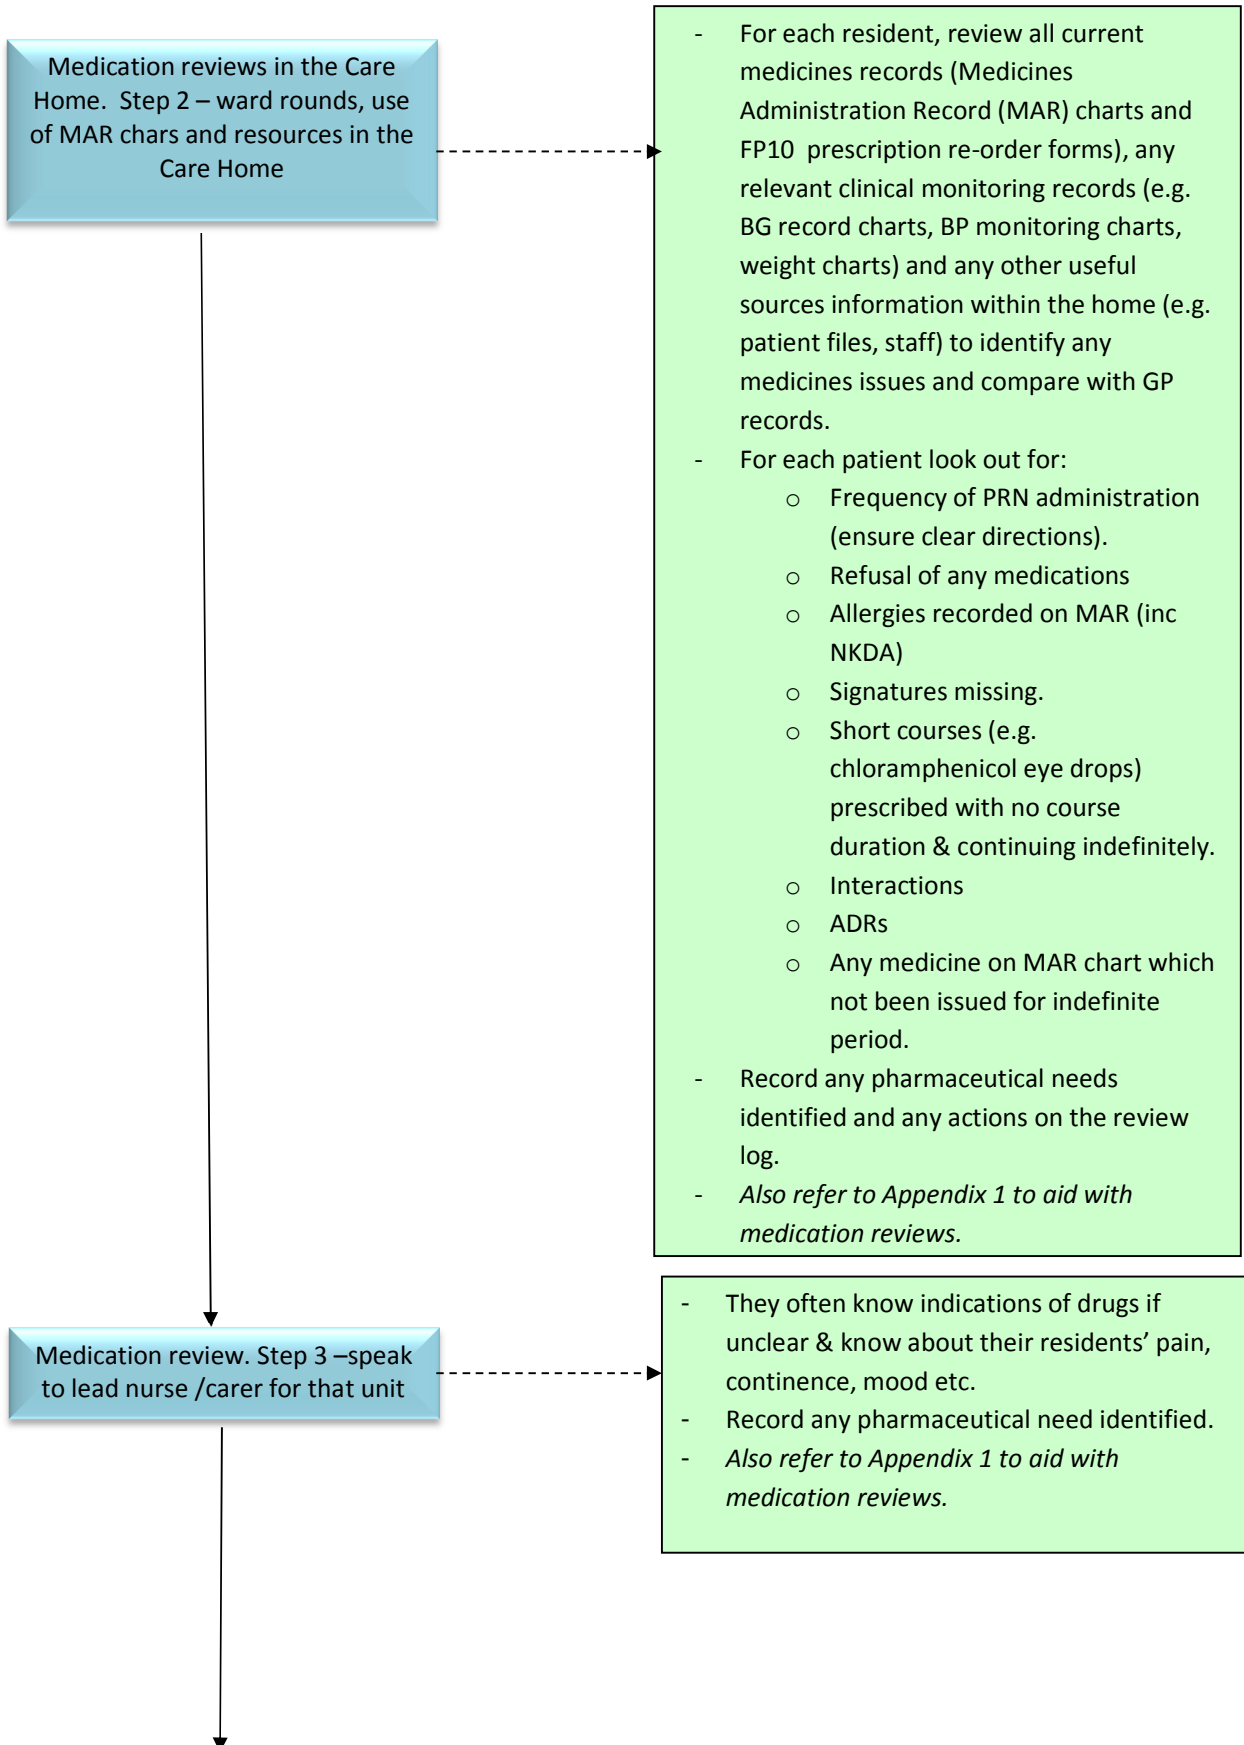 Medication reviews in the Care
Home.  Step 2 – ward rounds, use
of MAR chars and resources in the
Care Home
- For each resident, review all current
medicines records (Medicines
Administration Record (MAR) charts and
FP10  prescription re-order forms), any
relevant clinical monitoring records (e.g.
BG record charts, BP monitoring charts,
weight charts) and any other useful
sources information within the home (e.g.
patient files, staff) to identify any
medicines issues and compare with GP
records.
- For each patient look out for:
o Frequency of PRN administration
(ensure clear directions).
o Refusal of any medications
o Allergies recorded on MAR (inc
NKDA)
o Signatures missing.
o Short courses (e.g.
chloramphenicol eye drops)
prescribed with no course
duration & continuing indefinitely.
o Interactions
o ADRs
o Any medicine on MAR chart which
not been issued for indefinite
period.
- Record any pharmaceutical needs
identified and any actions on the review
log.
- Also refer to Appendix 1 to aid with
medication reviews.
Medication review. Step 3 –speak
to lead nurse /carer for that unit
- They often know indications of drugs if
unclear & know about their residents’ pain,
continence, mood etc.
- Record any pharmaceutical need identified.
- Also refer to Appendix 1 to aid with
medication reviews.